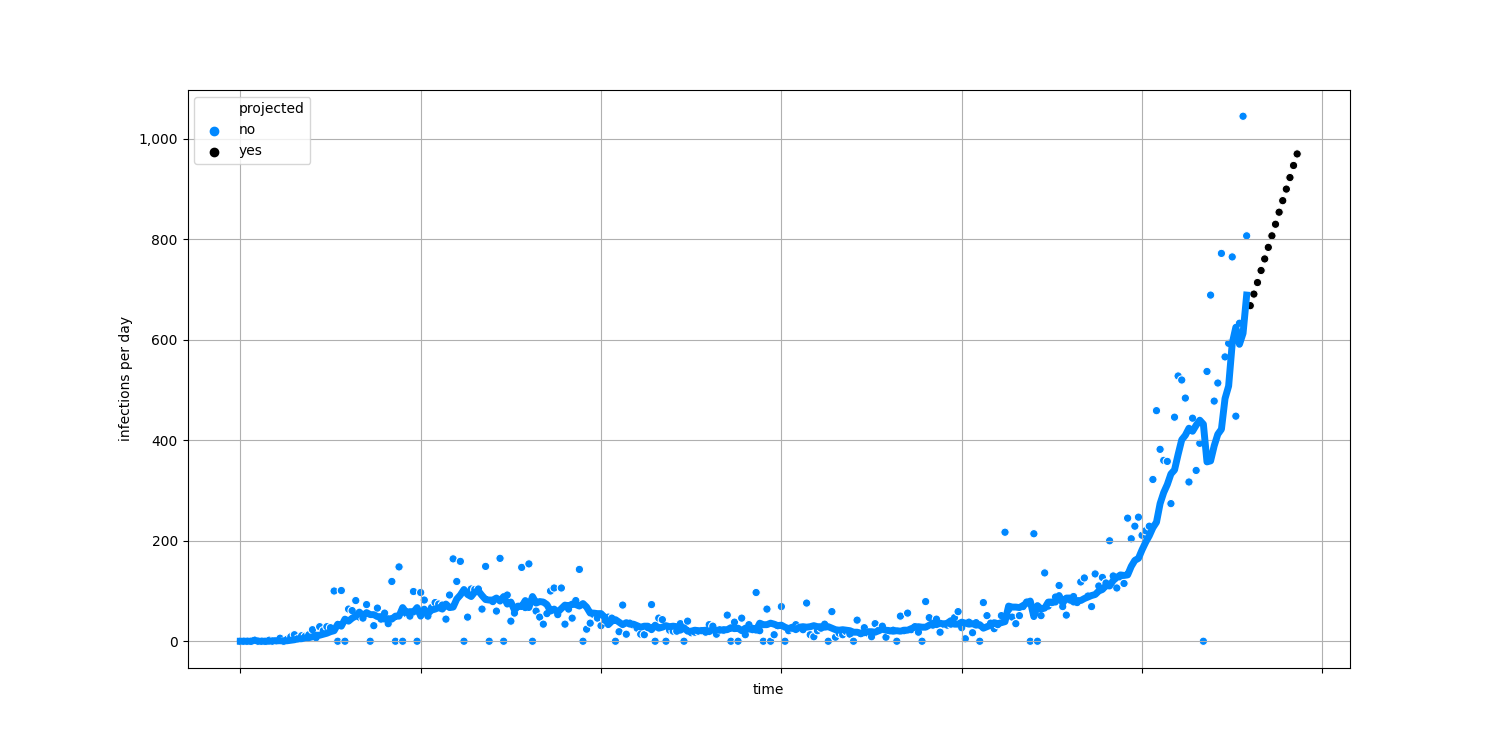 projected
no
yes
1,000
800
600
400
200
0
infections per day
time